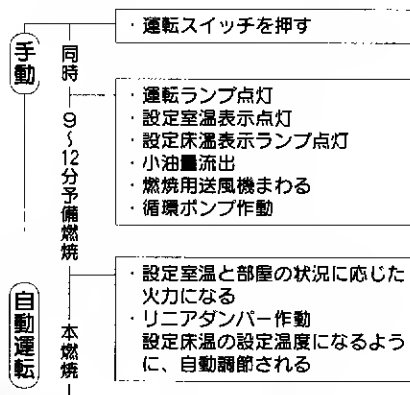 手動
同時
9～12分予備燃焼
自動運転
本燃焼
・運転スイッチを押す
・運転ランプ点灯
・設定室温表示点灯
・設定床温表示ランプ点灯
・小油量流出
・燃焼用送風機まわる
・循環ポンプ作動
・設定室温と部屋の状況に応じた
火力になる
・リニアダンパー作動
設定床温の設定温度になるよう
に、自動調節される